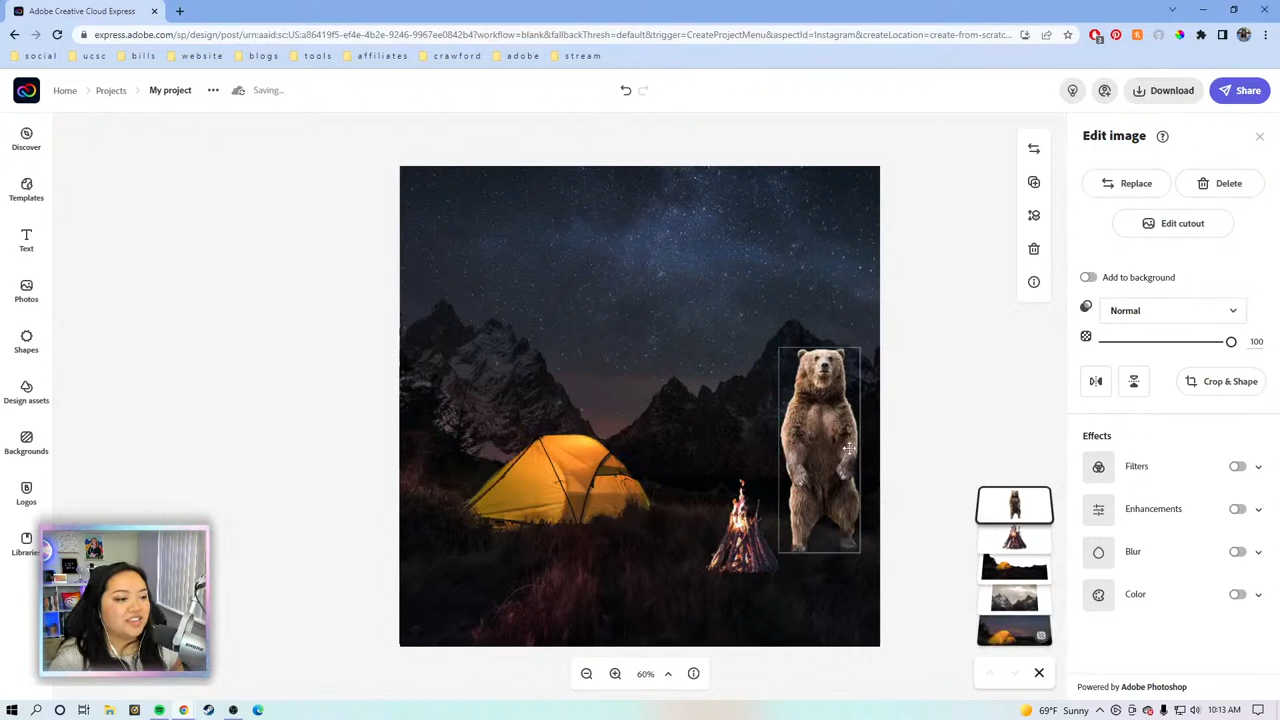 Adobe Creative Cloud Express
express.adobe.com/sp/design/post/urn:aaid:sc:US:a86419f5-ef4e-4b2e-9246-9967ee0842b4?workflow=blank&fallbackThresh=default&trigger=CreateProjectMenu&aspectId=Instagram&createLocation=create-from-scratc...
social
ucsc
bills
websites
blogs
tools
affiliates
crawford
adobe
stream
Home
Projects
My project
Saving...
Download
Share
Discover
Templates
Text
Photos
Shapes
Design assets
Backgrounds
Logos
Libraries
Edit image
Replace
Delete
Edit cutout
Add to background
Normal
100
Crop & Shape
Effects
Filters
Enhancements
Blur
Color
60%
Powered by Adobe Photoshop
69°F Sunny
10:13 AM